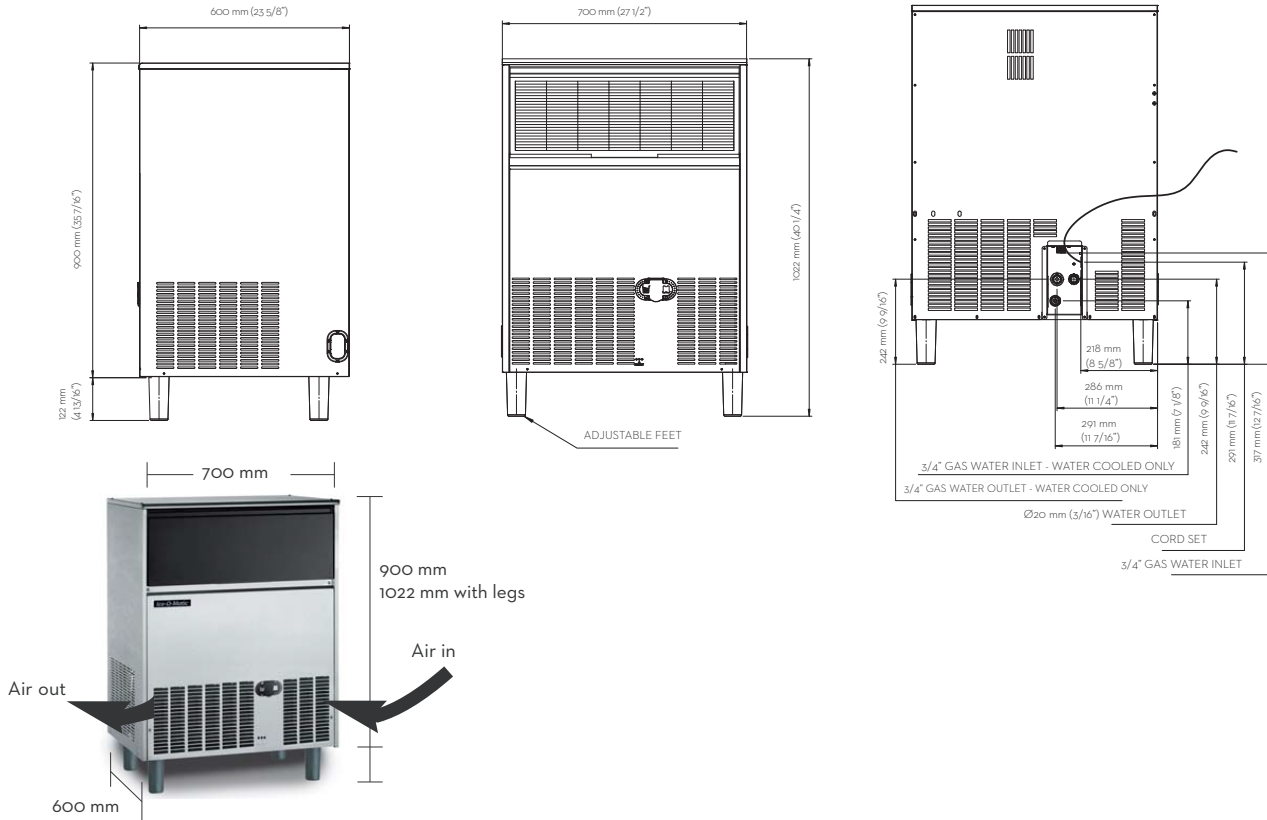 600 mm (23 5/8")
700 mm (27 1/2")
900 mm (35 7/16")
122 mm
(4 13/16")
1022 mm (40 1/4")
ADJUSTABLE FEET
242 mm (9 9/16")
218 mm
(8 5/8")
286 mm
(11 1/4")
291 mm
(11 7/16")
181 mm (7 1/8")
242 mm (9 9/16")
291 mm (11 7/16")
317 mm (12 7/16")
3/4" GAS WATER INLET - WATER COOLED ONLY
3/4" GAS WATER OUTLET - WATER COOLED ONLY
Ø20 mm (3/16") WATER OUTLET
CORD SET
3/4" GAS WATER INLET
700 mm
900 mm
1022 mm with legs
Ice-O-Matic
Air in
Air out
600 mm